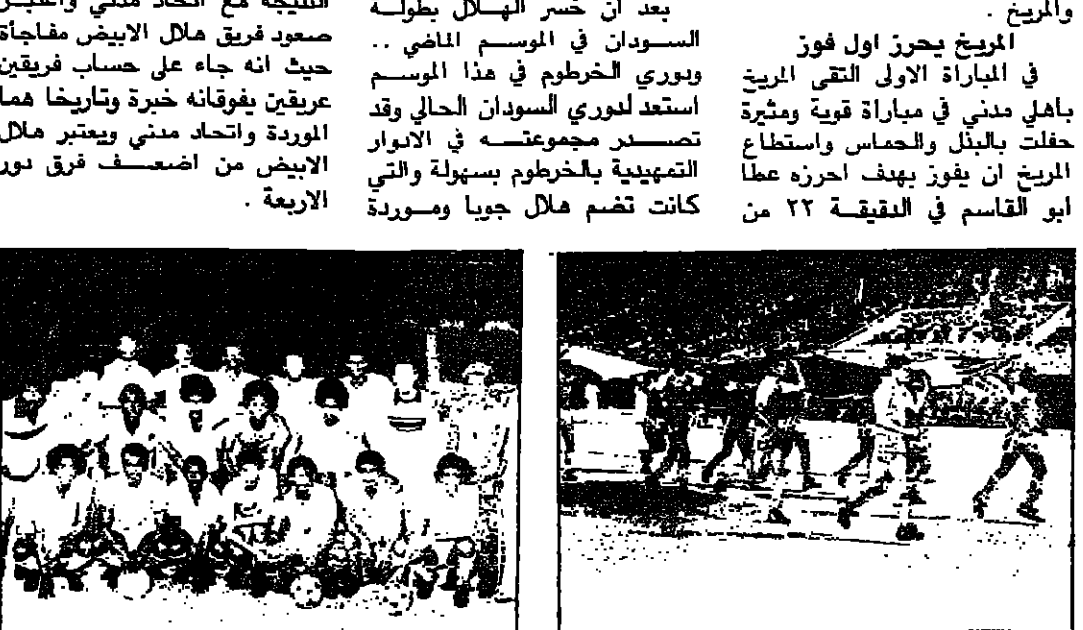 والمريخ .
المريخ يحرز اول فوز
في المباراة الاولى التقى المريخ
بأهلي مدني في مباراة قوية ومثيرة
حفلت بالبذل والحماس واستطاع
المريخ ان يفوز بهدف احرزه عطا
أبو القاسم في الدقيقة ٢٢ من
بعد ان خسر الهلال بطولة
السودان في الموسم الماضي ..
ودوري الخرطوم في هذا الموسم
استعد لدوري السودان الحالي وقد
تصدر مجموعته في الادوار
التمهيدية بالخرطوم بسهولة والتي
كانت تضم هلال جوبا وموردة
النتيجة مع اتحاد مدني واعتبر
صعود فريق هلال الابيض مفاجأة
حيث انه جاء على حساب فريقين
عريقين يفوقانه خبرة وتاريخا هما
الموردة واتحاد مدني ويعتبر هلال
الابيض من اضعف فرق دور
الاربعة .